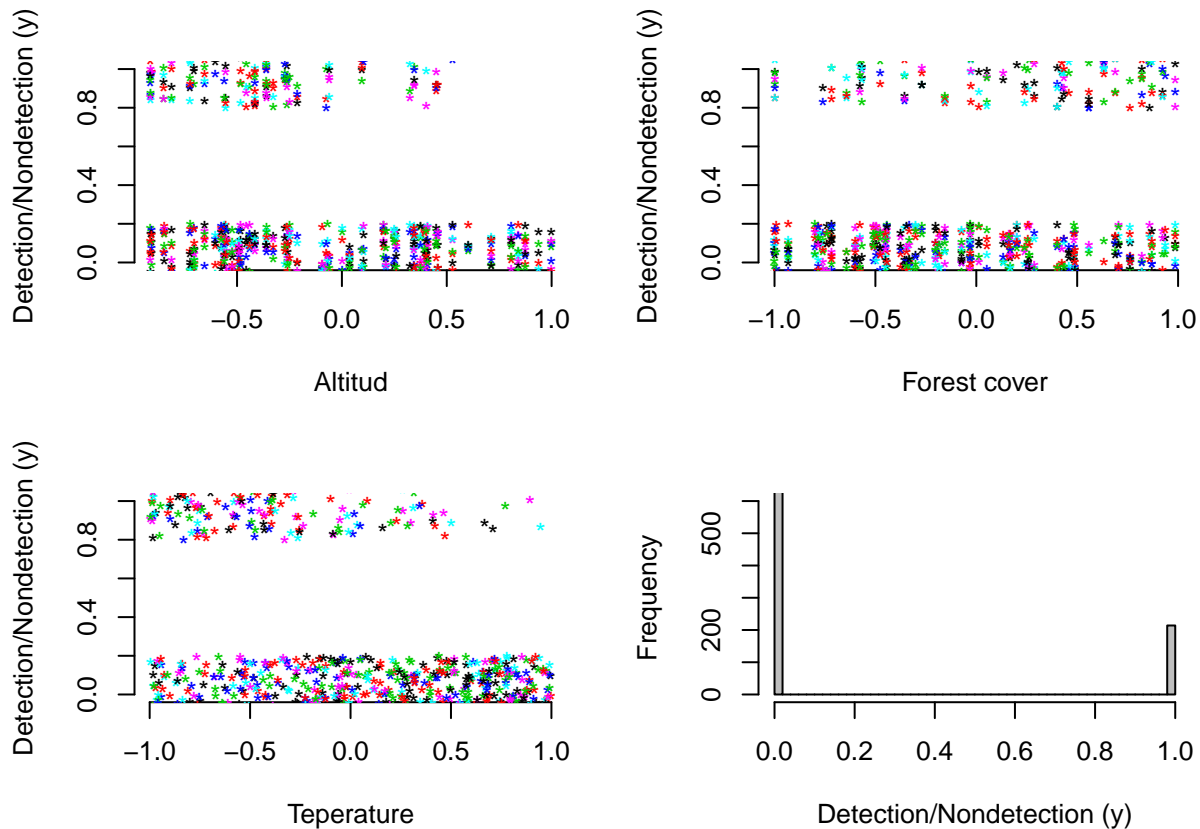 Detection/Nondetection (y)
0.0 0.4 0.8
−0.5 0.0 0.5 1.0
Altitud
Detection/Nondetection (y)
0.0 0.4 0.8
−1.0 −0.5 0.0 0.5 1.0
Forest cover
Detection/Nondetection (y)
0.0 0.4 0.8
−1.0 −0.5 0.0 0.5 1.0
Teperature
Frequency
0 200 500
0.0 0.2 0.4 0.6 0.8 1.0
Detection/Nondetection (y)